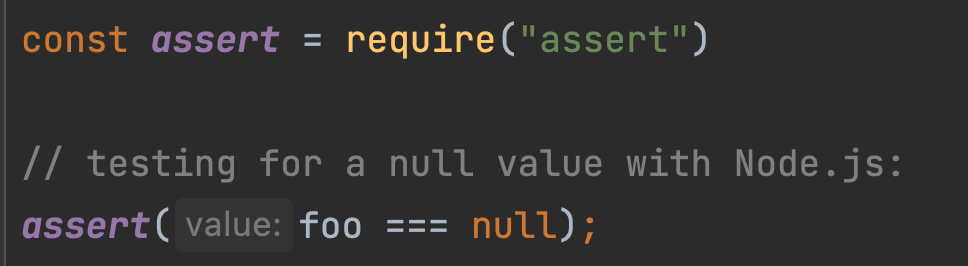 const assert = require("assert")
// testing for a null value with Node.js:
assert( value: foo === null);